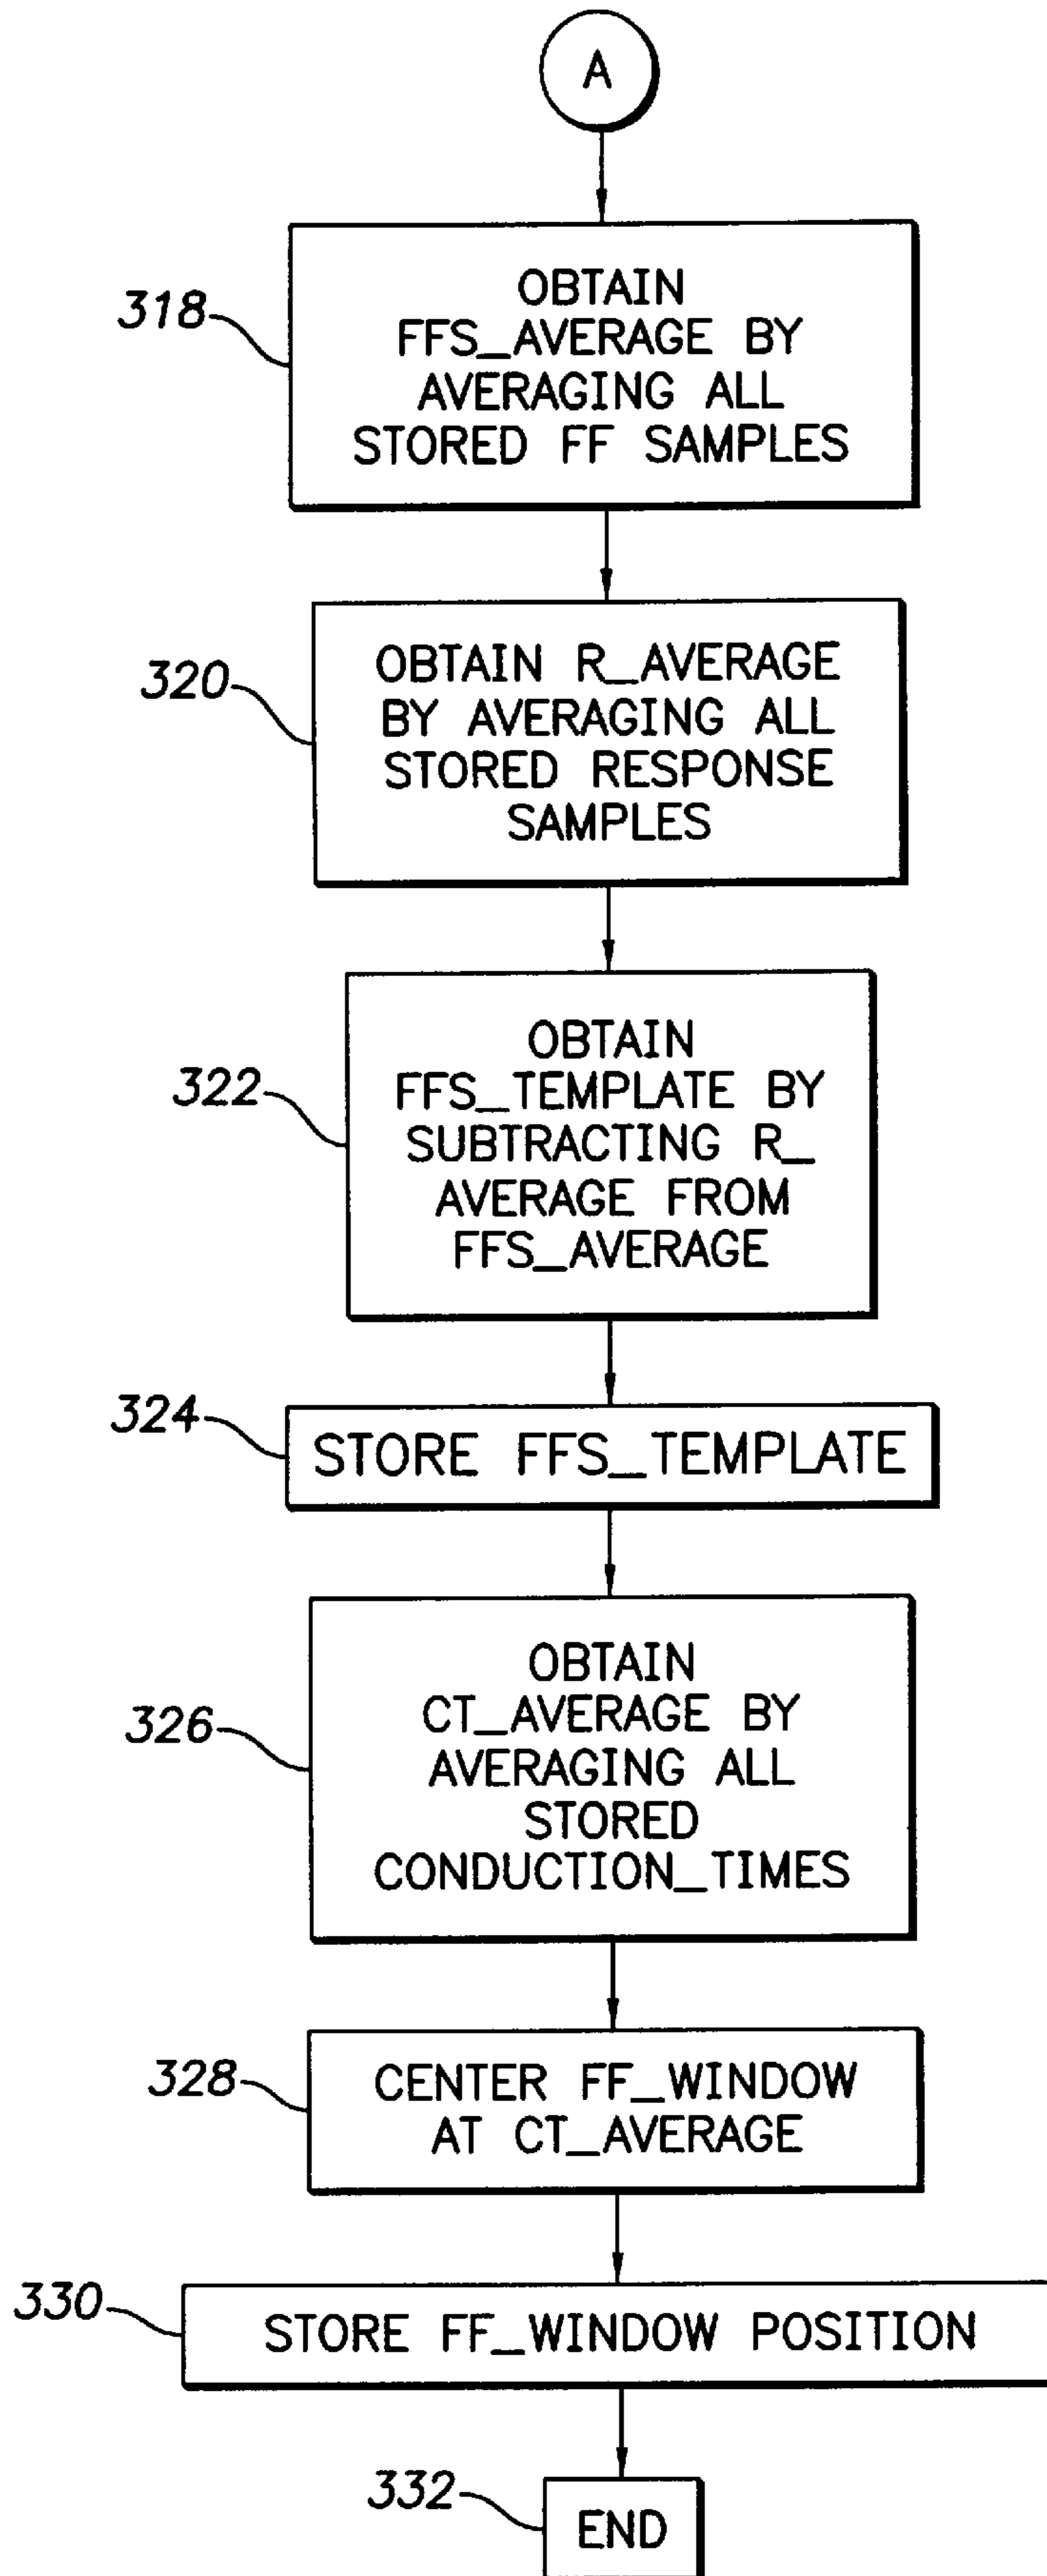 A
318
OBTAIN
FFS_AVERAGE BY
AVERAGING ALL
STORED FF SAMPLES
320
OBTAIN R_AVERAGE
BY AVERAGING ALL
STORED RESPONSE
SAMPLES
322
OBTAIN
FFS_TEMPLATE BY
SUBTRACTING R_
AVERAGE FROM
FFS_AVERAGE
324
STORE FFS_TEMPLATE
326
OBTAIN
CT_AVERAGE BY
AVERAGING ALL
STORED
CONDUCTION_TIMES
328
CENTER FF_WINDOW
AT CT_AVERAGE
330
STORE FF_WINDOW POSITION
332
END